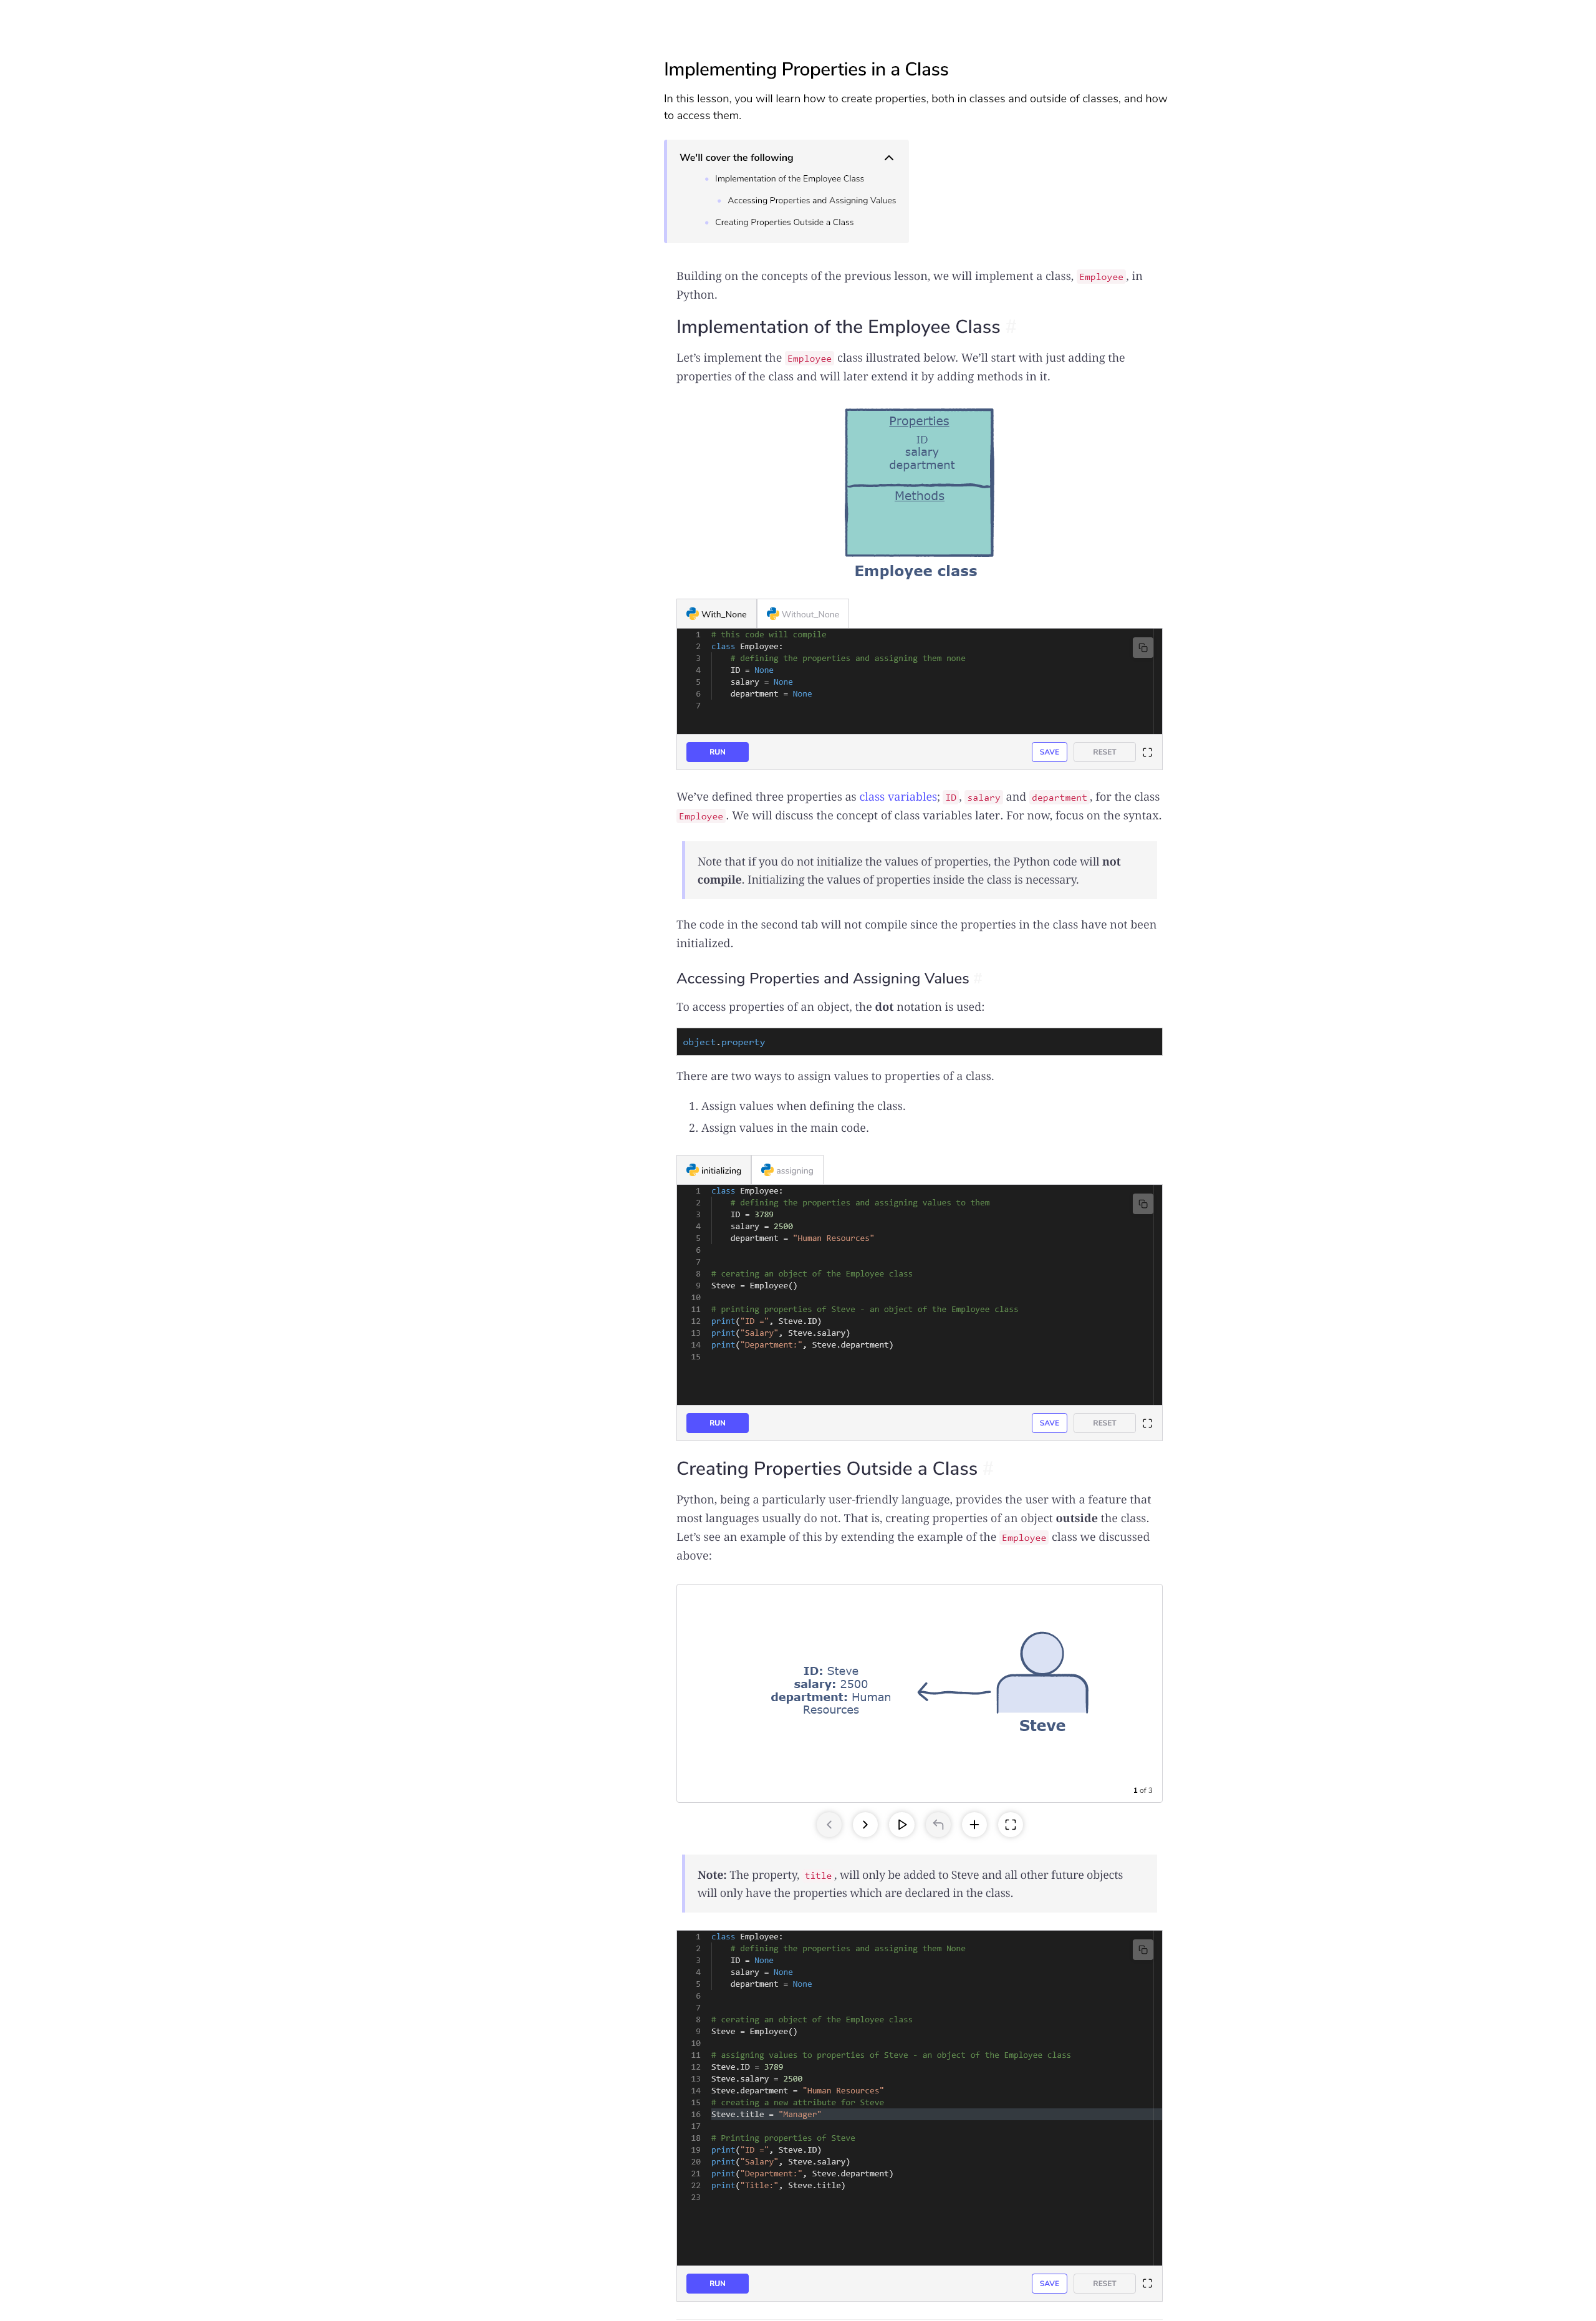 Implementing Properties in a Class
In this lesson, you will learn how to create properties, both in classes and outside of classes, and how
to access them.
We'll cover the following
Implementation of the Employee Class
Accessing Properties and Assigning Values
Creating Properties Outside a Class
Building on the concepts of the previous lesson, we will implement a class, Employee, in
Python.
Implementation of the Employee Class #
Let's implement the Employee class illustrated below. We'll start with just adding the
properties of the class and will later extend it by adding methods in it.
Properties
ID
salary
department
Methods
Employee class
With_None Without_None
1 # this code will compile
2 class Employee:
3 # defining the properties and assigning them none
4 ID = None
5 salary = None
6 department = None
7
RUN SAVE RESET
We've defined three properties as class variables; ID, salary and department, for the class
Employee. We will discuss the concept of class variables later. For now, focus on the syntax.
Note that if you do not initialize the values of properties, the Python code will not
compile. Initializing the values of properties inside the class is necessary.
The code in the second tab will not compile since the properties in the class have not been
initialized.
Accessing Properties and Assigning Values #
To access properties of an object, the dot notation is used:
object.property
There are two ways to assign values to properties of a class.
1. Assign values when defining the class.
2. Assign values in the main code.
initializing assigning
1 class Employee:
2 # defining the properties and assigning values to them
3 ID = 3789
4 salary = 2500
5 department = "Human Resources"
6
7
8 # cerating an object of the Employee class
9 Steve = Employee()
10
11 # printing properties of Steve - an object of the Employee class
12 print("ID =", Steve.ID)
13 print("Salary", Steve.salary)
14 print("Department:", Steve.department)
15
RUN SAVE RESET
Creating Properties Outside a Class #
Python, being a particularly user-friendly language, provides the user with a feature that
most languages usually do not. That is, creating properties of an object outside the class.
Let's see an example of this by extending the example of the Employee class we discussed
above:
ID: Steve
salary: 2500
department: Human
Resources
Steve
1 of 3
Note: The property, title, will only be added to Steve and all other future objects
will only have the properties which are declared in the class.
1 class Employee:
2 # defining the properties and assigning them None
3 ID = None
4 salary = None
5 department = None
6
7
8 # cerating an object of the Employee class
9 Steve = Employee()
10
11 # assigning values to properties of Steve - an object of the Employee class
12 Steve.ID = 3789
13 Steve.salary = 2500
14 Steve.department = "Human Resources"
15 # creating a new attribute for Steve
16 Steve.title = "Manager"
17
18 # Printing properties of Steve
19 print("ID =", Steve.ID)
20 print("Salary", Steve.salary)
21 print("Department:", Steve.department)
22 print("Title:", Steve.title)
23
RUN SAVE RESET